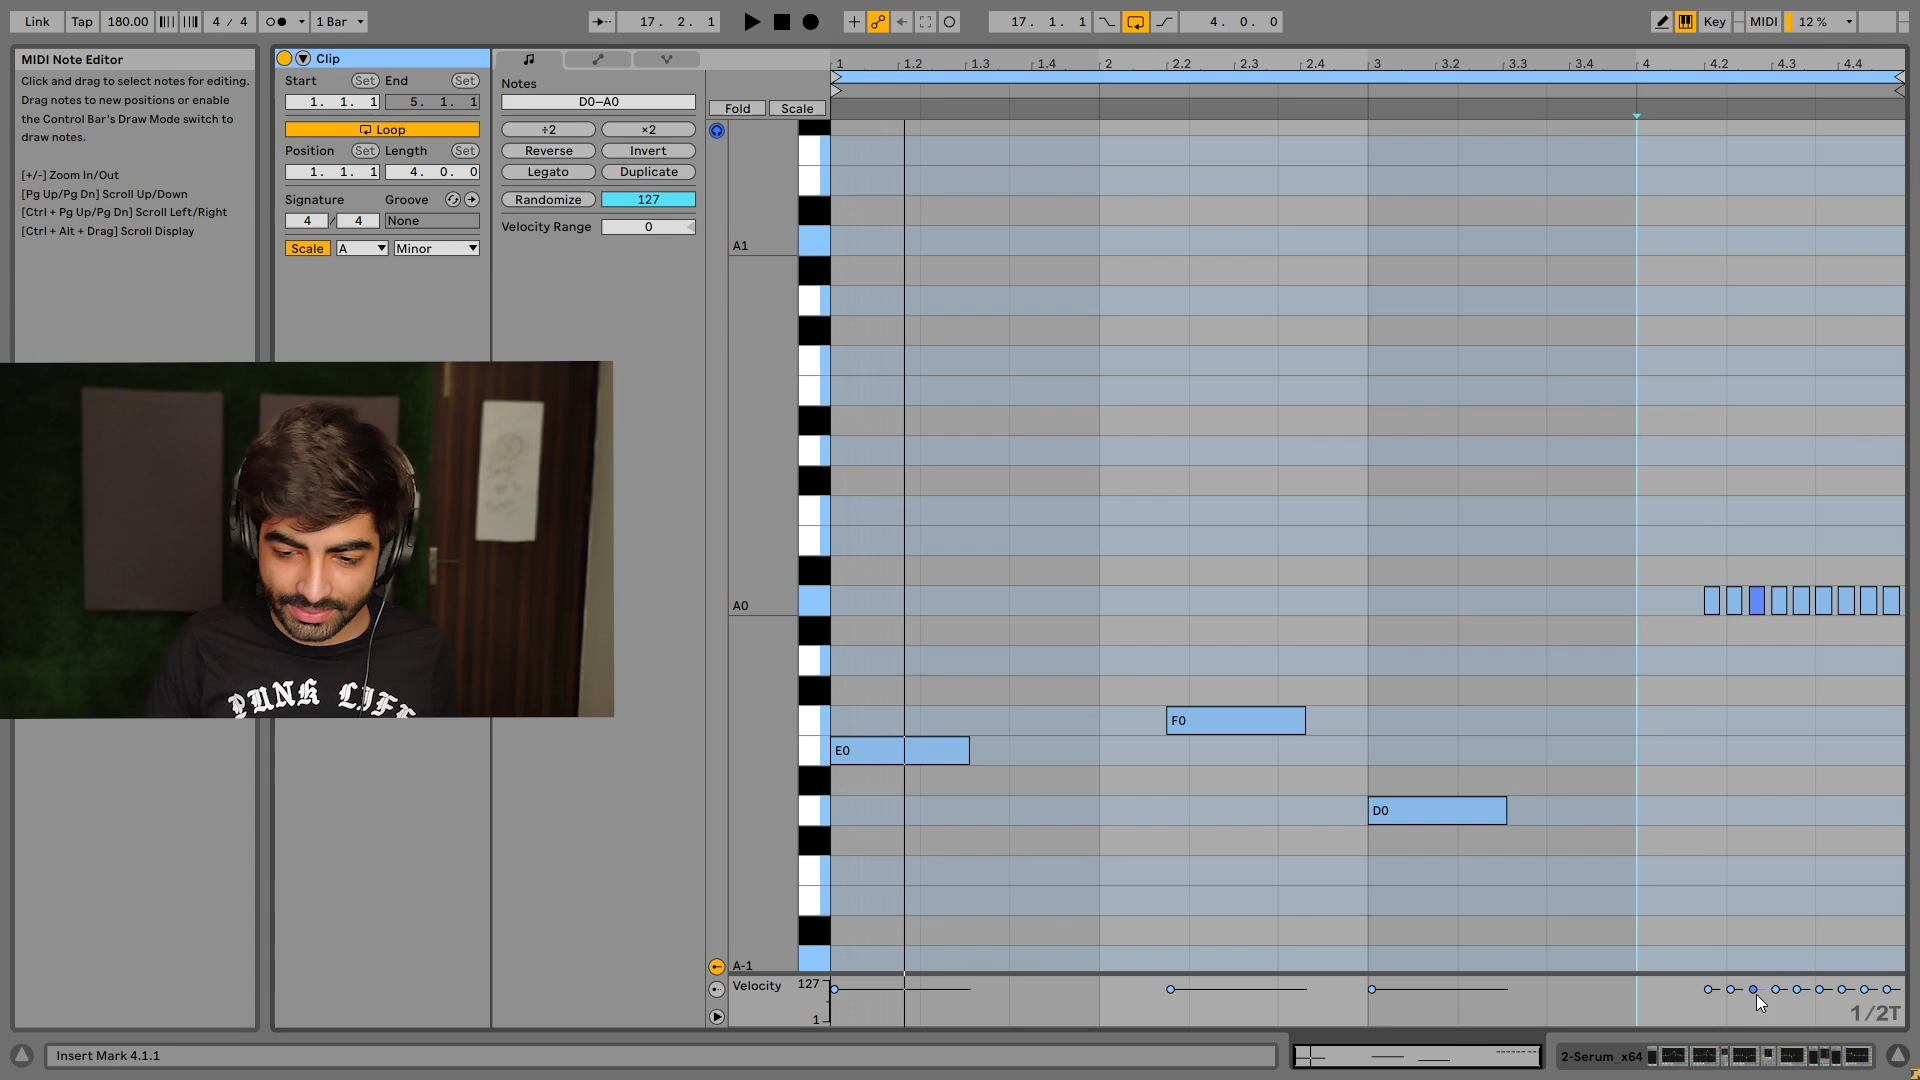 Link Tap 180.00 4 / 4 1 Bar 17. 2. 1 17. 1. 1 4. 0. 0 Key MIDI 12 %
MIDI Note Editor
Click and drag to select notes for editing.
Drag notes to new positions or enable
the Control Bar's Draw Mode switch to
draw notes.
[+/-] Zoom In/Out
[Pg Up/Pg Dn] Scroll Up/Down
[Ctrl + Pg Up/Pg Dn] Scroll Left/Right
[Ctrl + Alt + Drag] Scroll Display
Clip
Start Set End Set
1. 1. 1 5. 1. 1
Loop
Position Set Length Set
1. 1. 1 4. 0. 0
Signature Groove
4 / 4 None
Scale A Minor
Notes
D0–A0
÷2 ×2
Reverse Invert
Legato Duplicate
Randomize 127
Velocity Range 0
Fold Scale
1 1.2 1.3 1.4 2 2.2 2.3 2.4 3 3.2 3.3 3.4 4 4.2 4.3 4.4
A1
A0
F0
E0
D0
A-1
Velocity 127
1
1/2T
PUNK LIFE
Insert Mark 4.1.1
2-Serum_x64